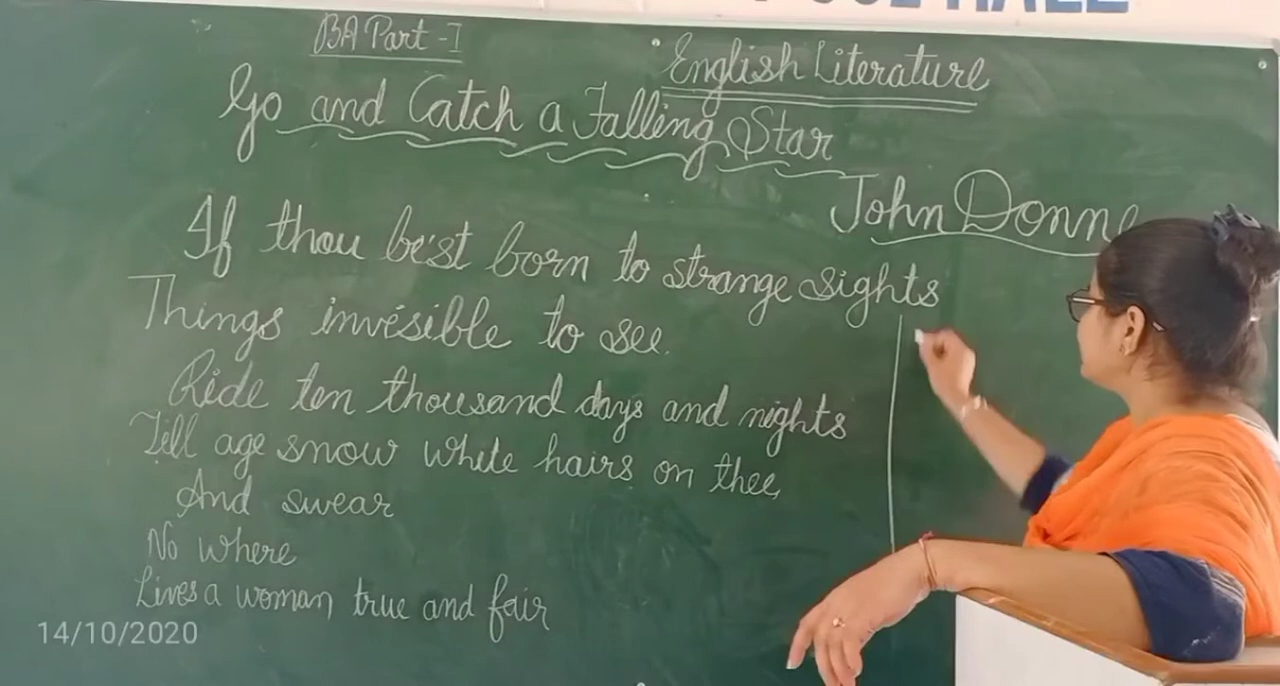 BA Part-I
English Literature
Go and Catch a Falling Star
John Donne
If thou be'st born to strange sights
Things invisible to see.
Ride ten thousand days and nights
Till age snow white hairs on thee,
And swear
No where
Lives a woman true and fair
14/10/2020